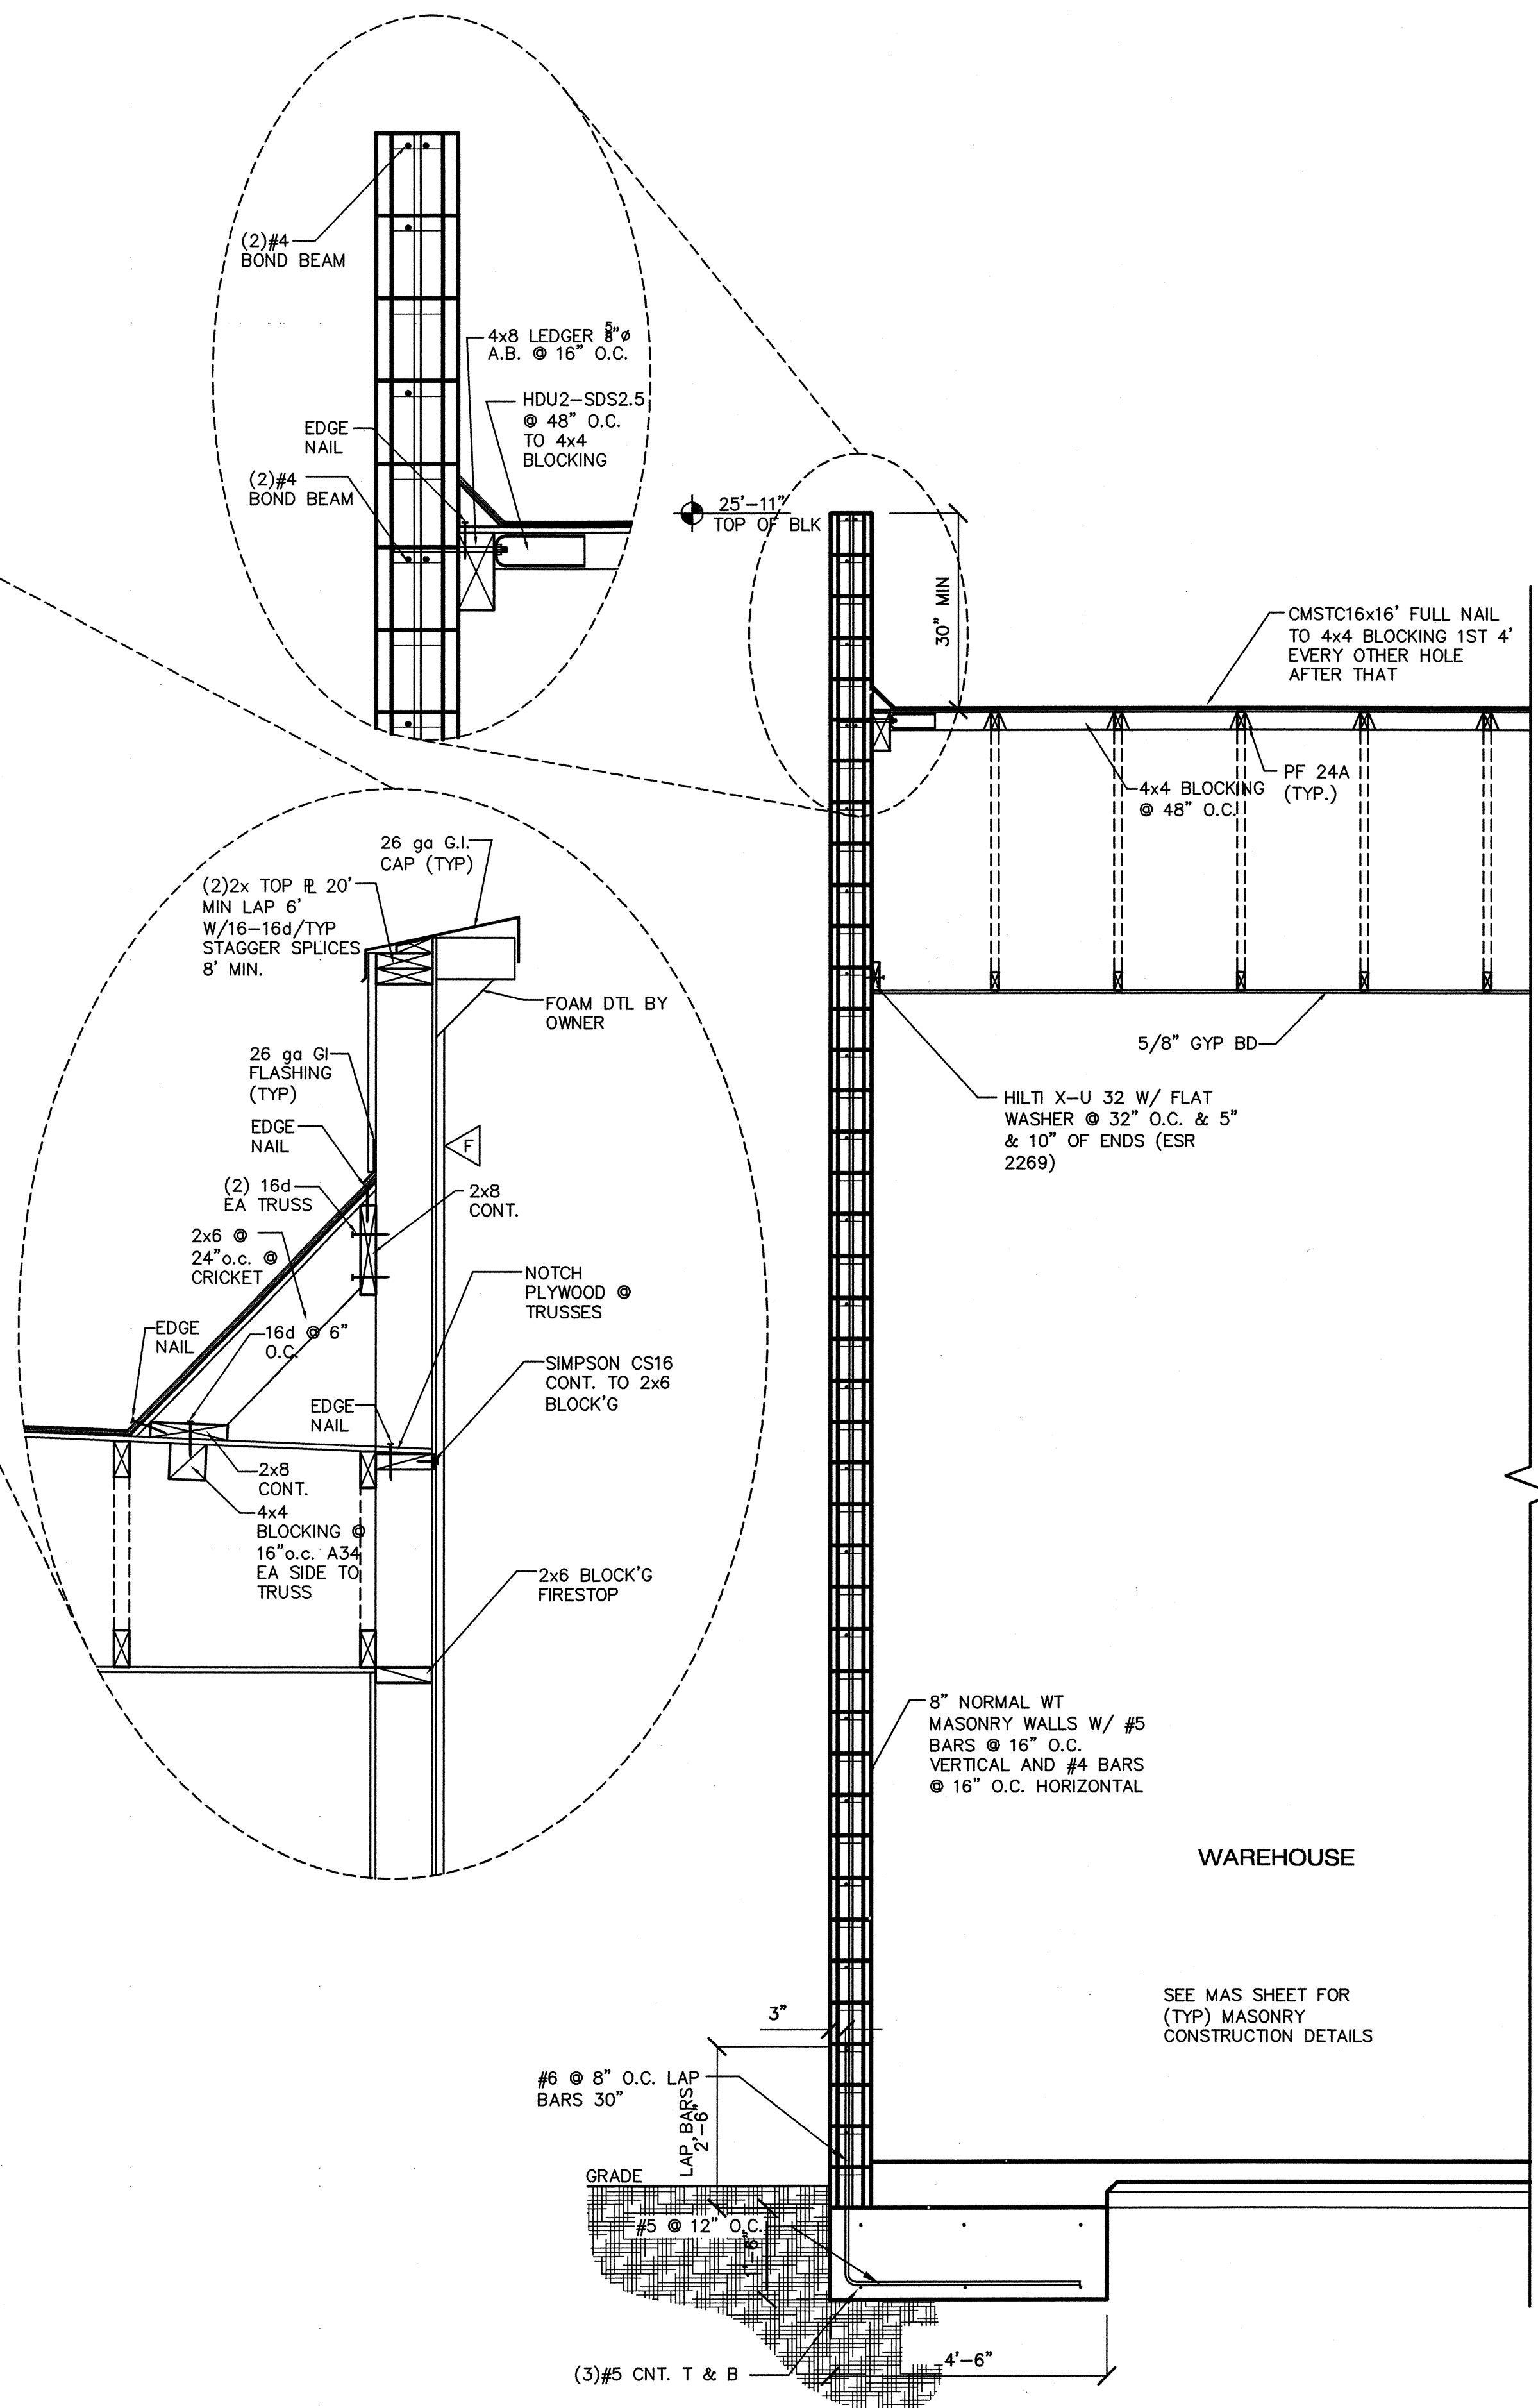 (2)#4
BOND BEAM
4x8 LEDGER 5/8"ø
A.B. @ 16" O.C.
HDU2-SDS2.5
@ 48" O.C.
TO 4x4
BLOCKING
EDGE
NAIL
(2)#4
BOND BEAM
25'-11"
TOP OF BLK
30" MIN
CMSTC16x16' FULL NAIL
TO 4x4 BLOCKING 1ST 4'
EVERY OTHER HOLE
AFTER THAT
PF 24A
(TYP.)
4x4 BLOCKING
@ 48" O.C.
5/8" GYP BD
HILTI X-U 32 W/ FLAT
WASHER @ 32" O.C. & 5"
& 10" OF ENDS (ESR
2269)
26 ga G.I.
CAP (TYP)
(2)2x TOP PL 20'
MIN LAP 6'
W/16-16d/TYP
STAGGER SPLICES
8' MIN.
FOAM DTL BY
OWNER
26 ga GI
FLASHING
(TYP)
EDGE
NAIL
F
(2) 16d
EA TRUSS
2x8
CONT.
2x6 @
24"o.c. @
CRICKET
NOTCH
PLYWOOD @
TRUSSES
EDGE
NAIL
16d @ 6"
O.C.
SIMPSON CS16
CONT. TO 2x6
BLOCK'G
EDGE
NAIL
2x8
CONT.
4x4
BLOCKING @
16"o.c. A34
EA SIDE TO
TRUSS
2x6 BLOCK'G
FIRESTOP
8" NORMAL WT
MASONRY WALLS W/ #5
BARS @ 16" O.C.
VERTICAL AND #4 BARS
@ 16" O.C. HORIZONTAL
WAREHOUSE
SEE MAS SHEET FOR
(TYP) MASONRY
CONSTRUCTION DETAILS
3"
#6 @ 8" O.C. LAP
BARS 30"
LAP BARS
2'-6"
GRADE
#5 @ 12" O.C.
(3)#5 CNT. T & B
4'-6"